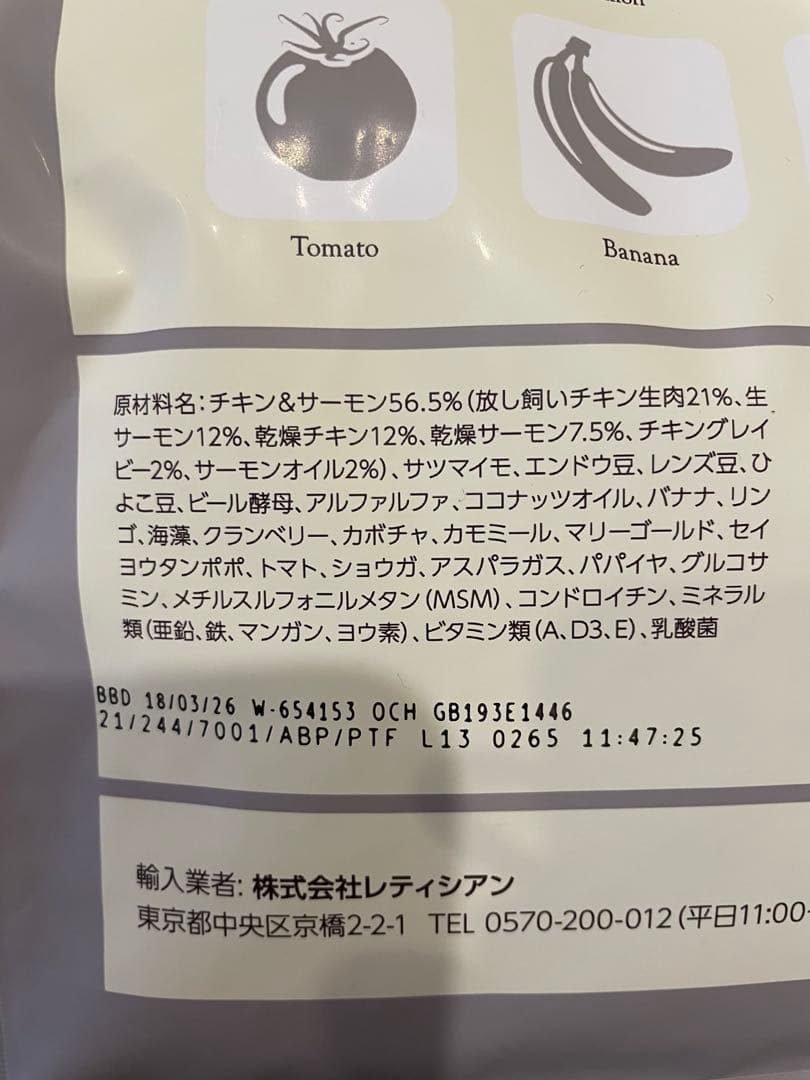 Tomato
Banana
原材料名:チキン&サーモン56.5%(放し飼いチキン生肉21%、生
サーモン12%、乾燥チキン12%、乾燥サーモン7.5%、チキングレイ
ビー2%、サーモンオイル2%)、サツマイモ、エンドウ豆、レンズ豆、ひ
よこ豆、ビール酵母、アルファルファ、ココナッツオイル、バナナ、リン
ゴ、海藻、クランベリー、カボチャ、カモミール、マリーゴールド、セイ
ヨウタンポポ、トマト、ショウガ、アスパラガス、パパイヤ、グルコサ
ミン、メチルスルフォニルメタン(MSM)、コンドロイチン、ミネラル
類(亜鉛、鉄、マンガン、ヨウ素)、ビタミン類(A、D3、E)、乳酸菌
BBD 18/03/26 W-654153 OCH GB193E1446
21/244/7001/ABP/PTF L13 0265 11:47:25
輸入業者: 株式会社レティシアン
東京都中央区京橋2-2-1 TEL 0570-200-012(平日11:00-